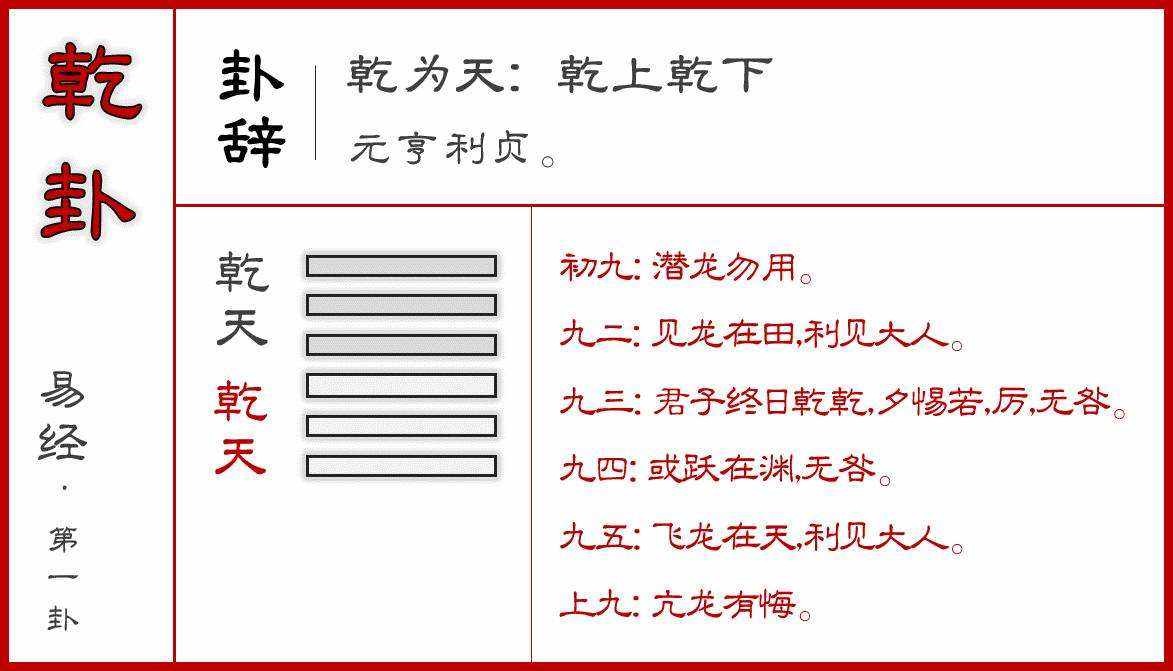 乾卦
易经·第一卦
卦辞
乾为天：乾上乾下
元亨利贞。
乾天
乾天
初九：潜龙勿用。
九二：见龙在田,利见大人。
九三：君子终日乾乾,夕惕若,厉,无咎。
九四：或跃在渊,无咎。
九五：飞龙在天,利见大人。
上九：亢龙有悔。